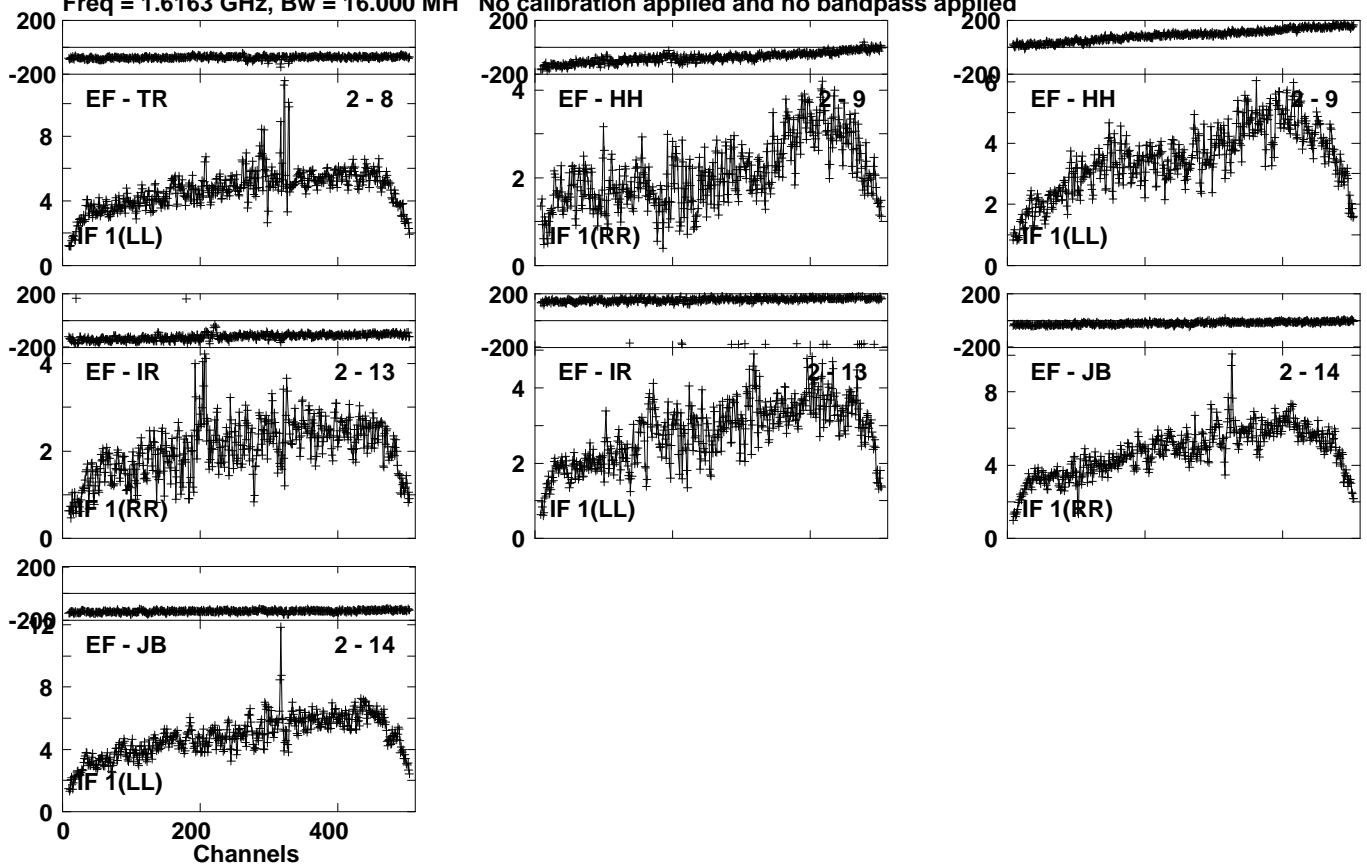 Freq = 1.6163 GHz, Bw = 16.000 MH No calibration applied and no bandpass applied
200
-200
8
4
0
EF - TR 2 - 8
IF 1(LL)
-200
4
2
0
EF - HH 2 - 9
IF 1(RR)
-200
6
4
2
0
EF - HH 2 - 9
IF 1(LL)
200
-200
4
2
0
EF - IR 2 - 13
IF 1(RR)
200
-200
4
2
0
EF - IR 2 - 13
IF 1(LL)
200
-200
8
4
0
EF - JB 2 - 14
IF 1(RR)
200
-200
12
8
4
0
EF - JB 2 - 14
IF 1(LL)
0 200 400
Channels